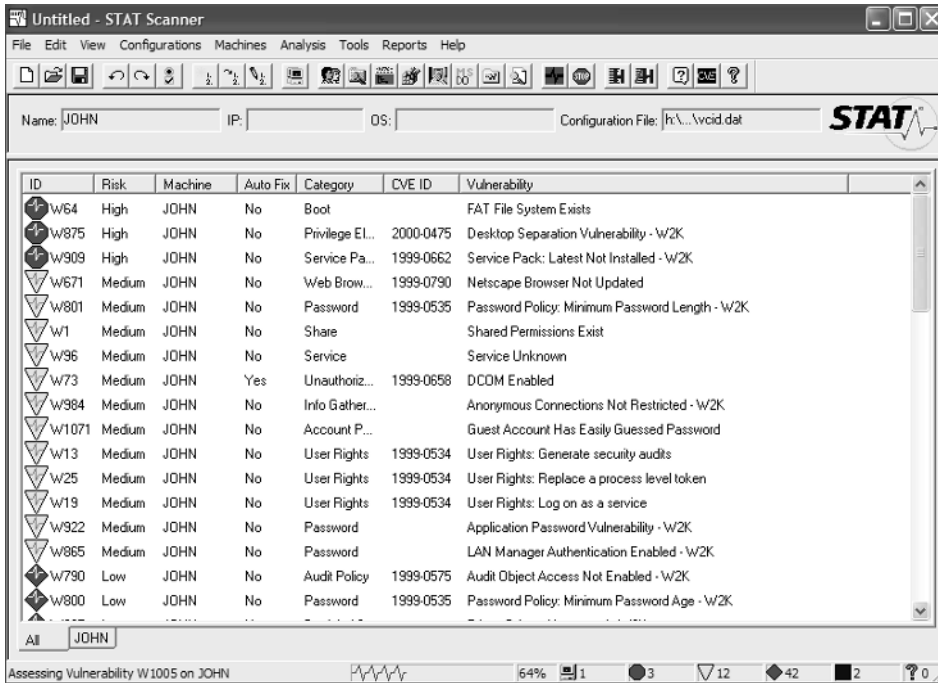 Untitled - STAT Scanner
File Edit View Configurations Machines Analysis Tools Reports Help
Name: JOHN IP: OS: Configuration File: h:\...\vcid.dat STAT
ID Risk Machine Auto Fix Category CVE ID Vulnerability
W64 High JOHN No Boot FAT File System Exists
W875 High JOHN No Privilege El... 2000-0475 Desktop Separation Vulnerability - W2K
W909 High JOHN No Service Pa... 1999-0662 Service Pack: Latest Not Installed - W2K
W671 Medium JOHN No Web Brow... 1999-0790 Netscape Browser Not Updated
W801 Medium JOHN No Password 1999-0535 Password Policy: Minimum Password Length - W2K
W1 Medium JOHN No Share Shared Permissions Exist
W96 Medium JOHN No Service Service Unknown
W73 Medium JOHN Yes Unauthoriz... 1999-0658 DCOM Enabled
W984 Medium JOHN No Info Gather... Anonymous Connections Not Restricted - W2K
W1071 Medium JOHN No Account P... Guest Account Has Easily Guessed Password
W13 Medium JOHN No User Rights 1999-0534 User Rights: Generate security audits
W25 Medium JOHN No User Rights 1999-0534 User Rights: Replace a process level token
W19 Medium JOHN No User Rights 1999-0534 User Rights: Log on as a service
W922 Medium JOHN No Password Application Password Vulnerability - W2K
W865 Medium JOHN No Password LAN Manager Authentication Enabled - W2K
W790 Low JOHN No Audit Policy 1999-0575 Audit Object Access Not Enabled - W2K
W800 Low JOHN No Password 1999-0535 Password Policy: Minimum Password Age - W2K
All JOHN
Assessing Vulnerability W1005 on JOHN 64% 1 3 12 42 2 0